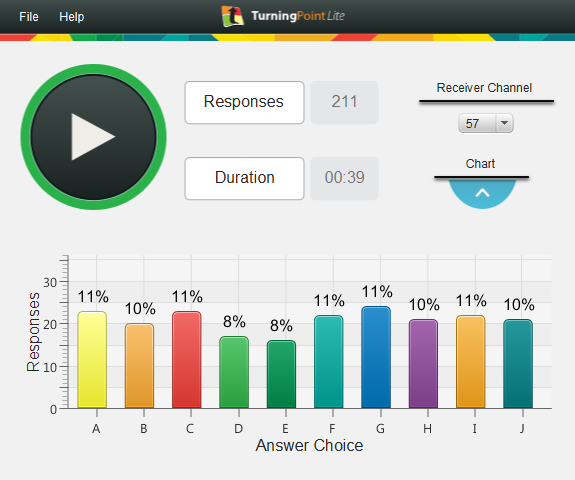 File Help TurningPoint Lite
Responses 211 Receiver Channel
57
Duration 00:39 Chart
11% 10% 11% 8% 8% 11% 11% 10% 11% 10%
30
20
10
0
Responses
A B C D E F G H I J
Answer Choice